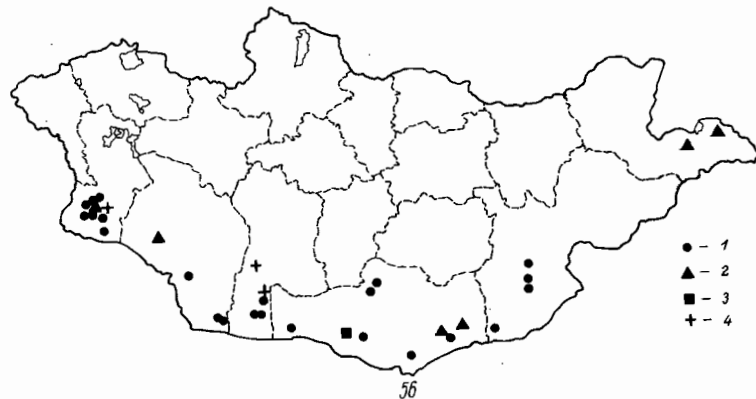 ● – 1
▲ – 2
■ – 3
+ – 4
56